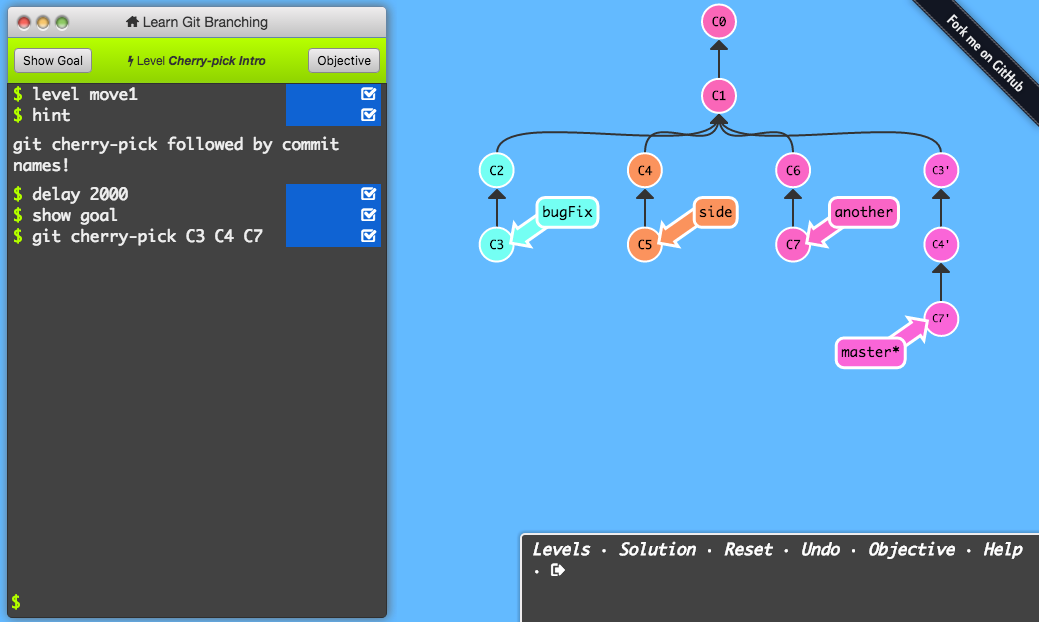 Learn Git Branching
Show Goal
Level Cherry-pick Intro
Objective
$ level move1
$ hint
git cherry-pick followed by commit
names!
$ delay 2000
$ show goal
$ git cherry-pick C3 C4 C7
$
C0
C1
C2
C4
C6
C3'
bugFix
side
another
C3
C5
C7
C4'
C7'
master*
Fork me on GitHub
Levels · Solution · Reset · Undo · Objective · Help
·